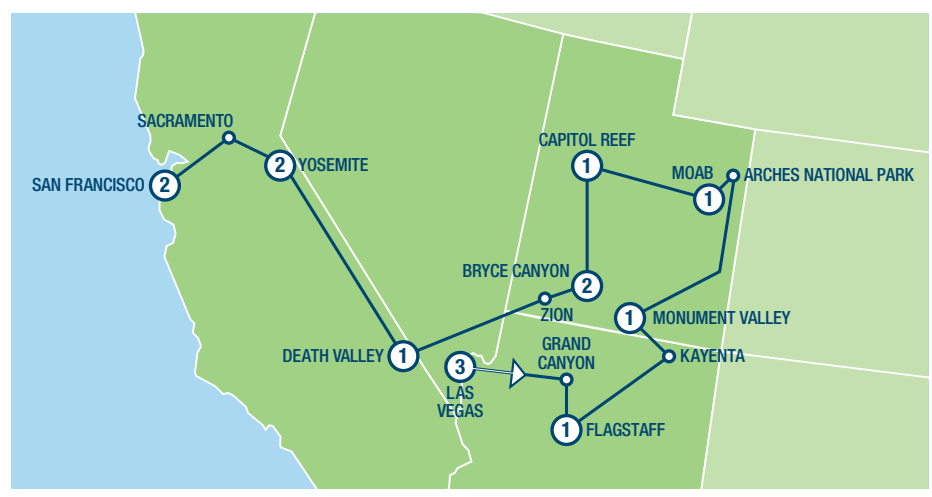 SACRAMENTO
CAPITOL REEF
2
YOSEMITE
1
MOAB
ARCHES NATIONAL PARK
SAN FRANCISCO
2
1
BRYCE CANYON
2
ZION
1
MONUMENT VALLEY
DEATH VALLEY
1
GRAND
CANYON
KAYENTA
3
LAS
VEGAS
1
FLAGSTAFF